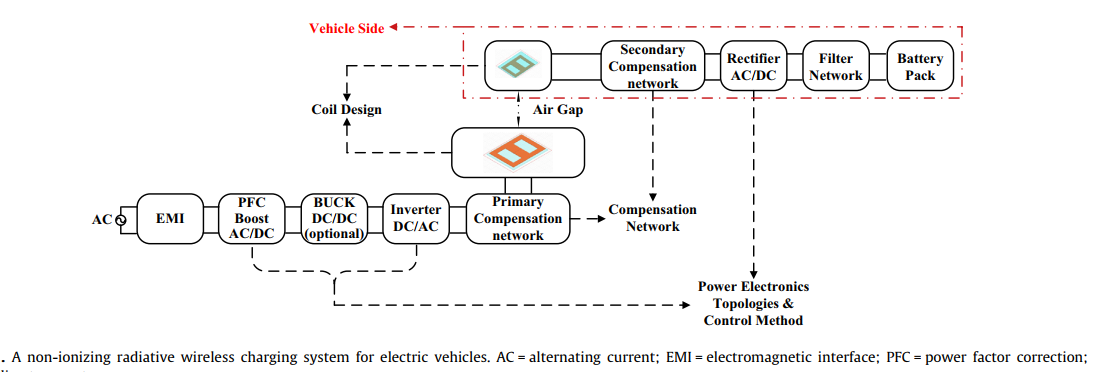 Vehicle Side
Secondary
Compensation
network
Rectifier
AC/DC
Filter
Network
Battery
Pack
Coil Design
Air Gap
AC
EMI
PFC
Boost
AC/DC
BUCK
DC/DC
(optional)
Inverter
DC/AC
Primary
Compensation
network
Compensation
Network
Power Electronics
Topologies &
Control Method
. A non-ionizing radiative wireless charging system for electric vehicles. AC = alternating current; EMI = electromagnetic interface; PFC = power factor correction;